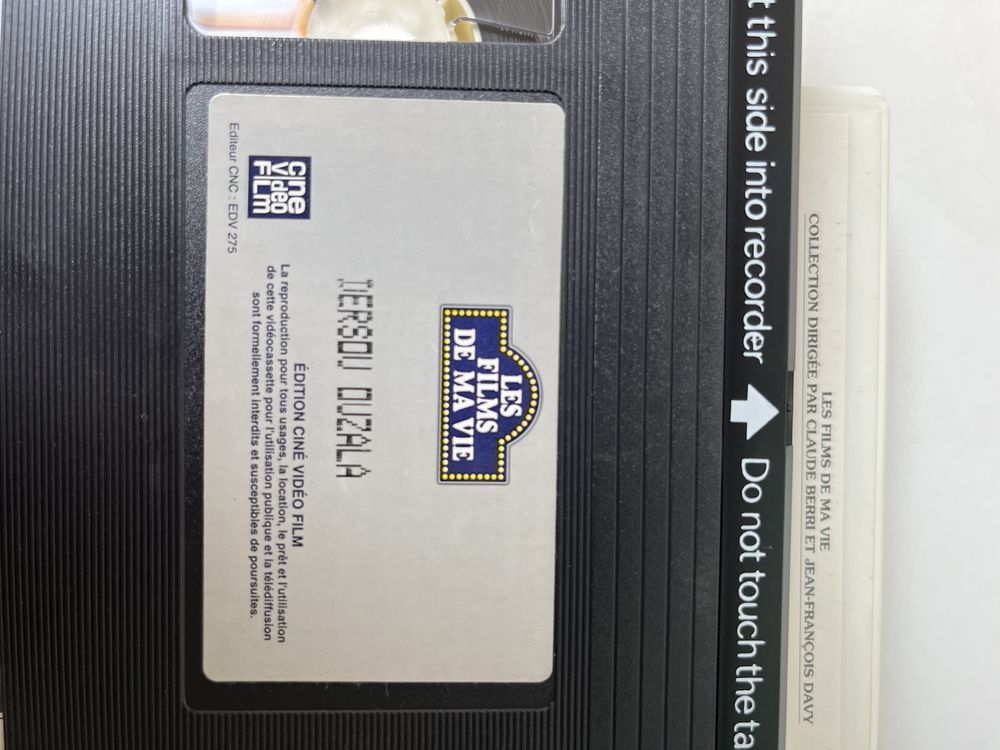 LES FILMS DE MA VIE
COLLECTION DIRIGÉE PAR CLAUDE BERRI ET JEAN-FRANÇOIS DAVY
t this side into recorder Do not touch the ta
LES
FILMS
DE MA VIE
DERSOU OUZALA
cine
Video
FILM
Editeur CNC : EDV 275
ÉDITION CINÉ VIDÉO FILM
La reproduction pour tous usages, la location, le prêt et l'utilisation
de cette vidéocassette pour l'utilisation publique et la télédiffusion
sont formellement interdits et susceptibles de poursuites.